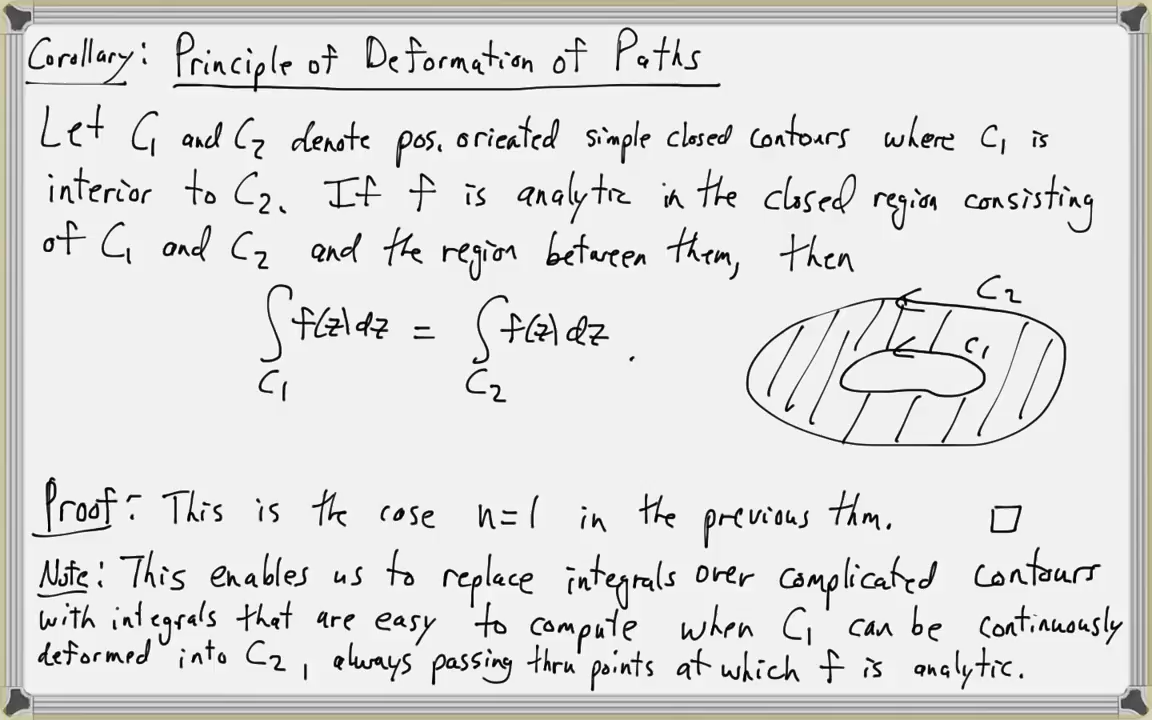 Corollary: Principle of Deformation of Paths
Let C₁ and C₂ denote pos. oriented simple closed contours where C₁ is
interior to C₂. If f is analytic in the closed region consisting
of C₁ and C₂ and the region between them, then
∫_C₁ f(z)dz = ∫_C₂ f(z)dz.
C₂
C₁
Proof: This is the case n=1 in the previous thm. □
Note: This enables us to replace integrals over complicated contours
with integrals that are easy to compute when C₁ can be continuously
deformed into C₂, always passing thru points at which f is analytic.